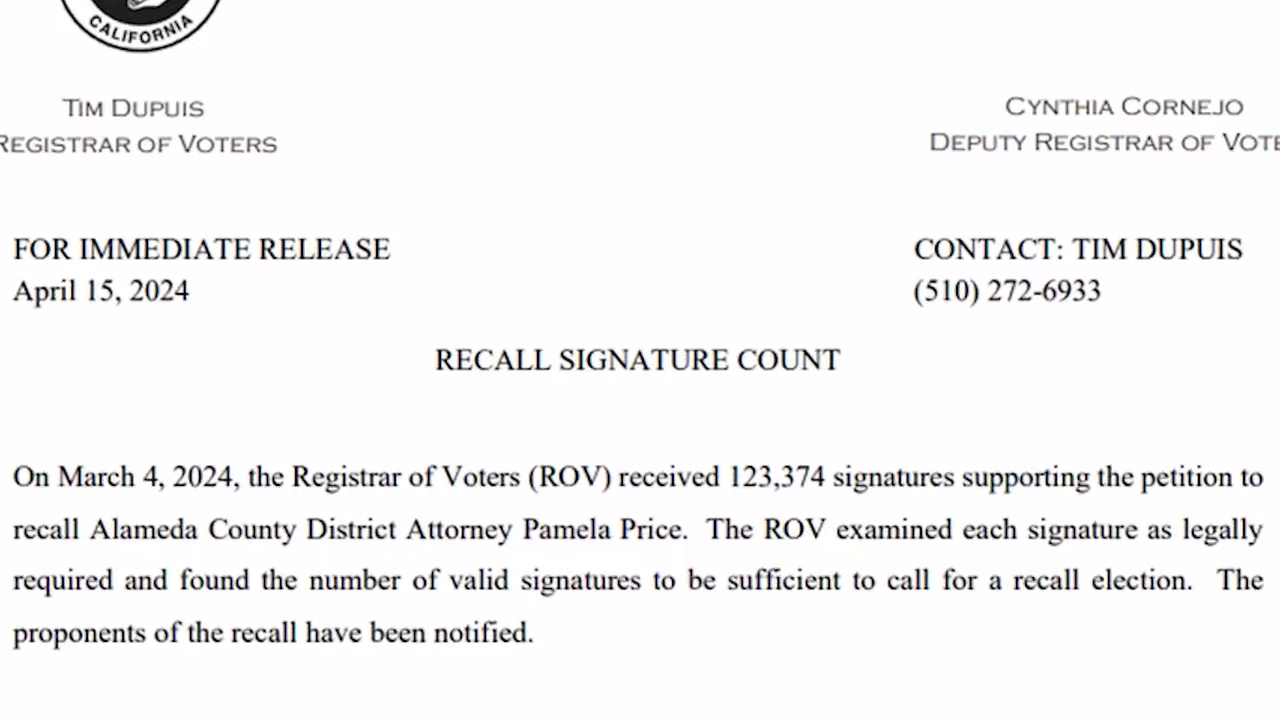 CALIFORNIA
TIM DUPUIS
REGISTRAR OF VOTERS
CYNTHIA CORNEJO
DEPUTY REGISTRAR OF VOTE
FOR IMMEDIATE RELEASE
April 15, 2024
CONTACT: TIM DUPUIS
(510) 272-6933
RECALL SIGNATURE COUNT
On March 4, 2024, the Registrar of Voters (ROV) received 123,374 signatures supporting the petition to
recall Alameda County District Attorney Pamela Price. The ROV examined each signature as legally
required and found the number of valid signatures to be sufficient to call for a recall election. The
proponents of the recall have been notified.